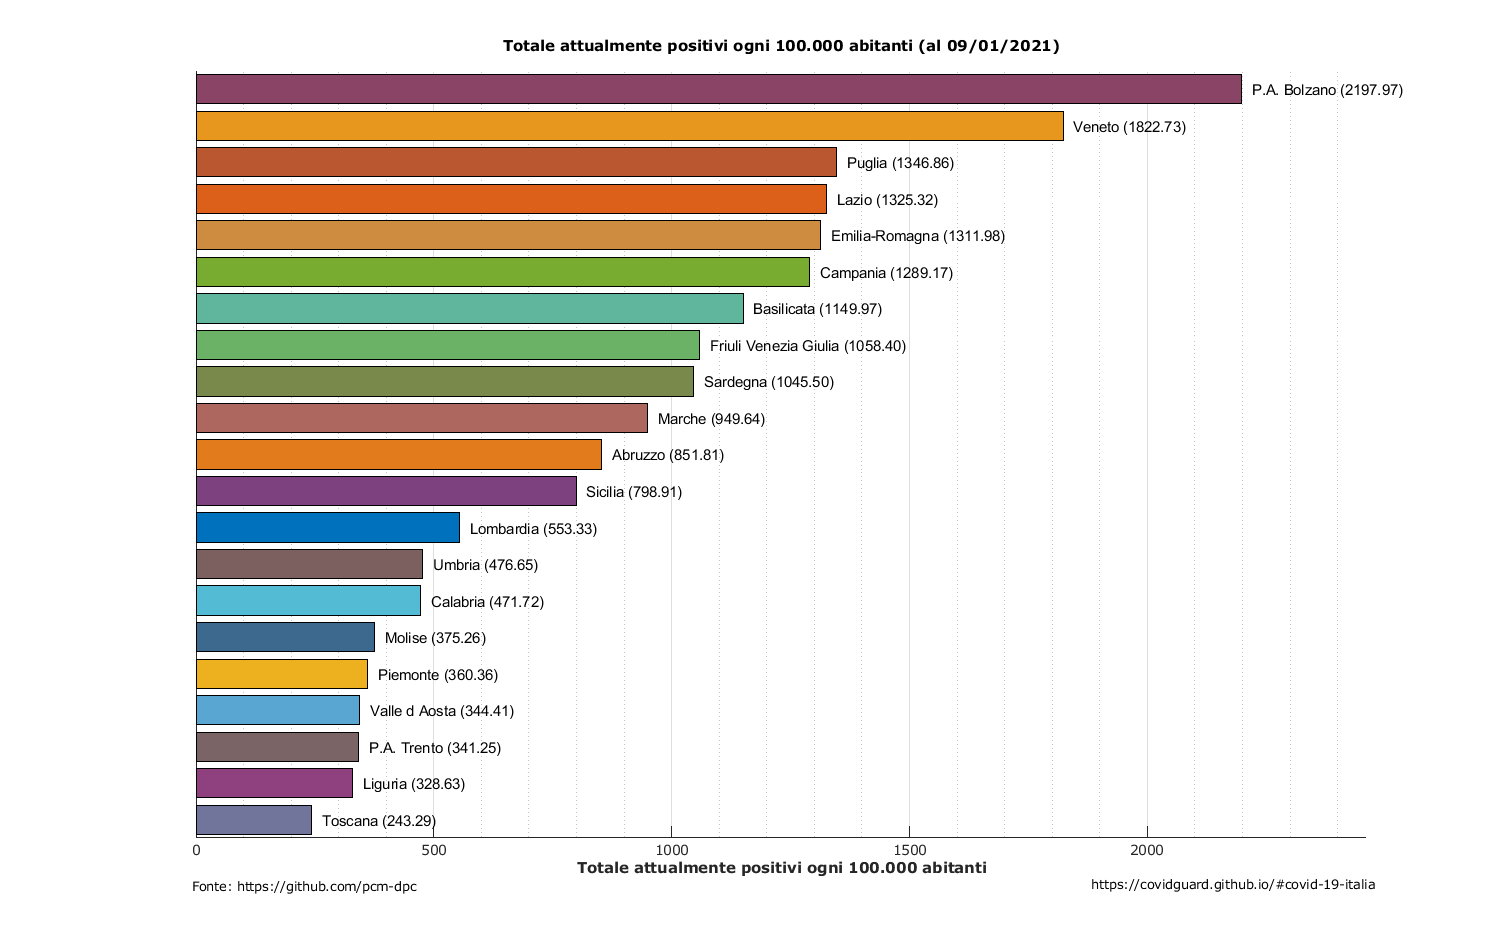 Totale attualmente positivi ogni 100.000 abitanti (al 09/01/2021)
P.A. Bolzano (2197.97)
Veneto (1822.73)
Puglia (1346.86)
Lazio (1325.32)
Emilia-Romagna (1311.98)
Campania (1289.17)
Basilicata (1149.97)
Friuli Venezia Giulia (1058.40)
Sardegna (1045.50)
Marche (949.64)
Abruzzo (851.81)
Sicilia (798.91)
Lombardia (553.33)
Umbria (476.65)
Calabria (471.72)
Molise (375.26)
Piemonte (360.36)
Valle d Aosta (344.41)
P.A. Trento (341.25)
Liguria (328.63)
Toscana (243.29)
0 500 1000 1500 2000
Totale attualmente positivi ogni 100.000 abitanti
Fonte: https://github.com/pcm-dpc
https://covidguard.github.io/#covid-19-italia